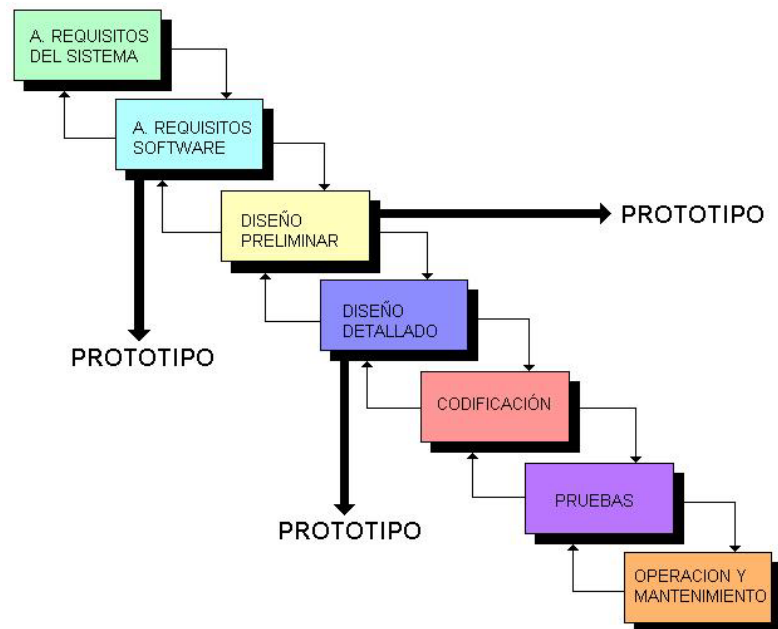 A. REQUISITOS
DEL SISTEMA
A. REQUISITOS
SOFTWARE
DISEÑO
PRELIMINAR
PROTOTIPO
DISEÑO
DETALLADO
PROTOTIPO
CODIFICACIÓN
PRUEBAS
PROTOTIPO
OPERACION Y
MANTENIMIENTO